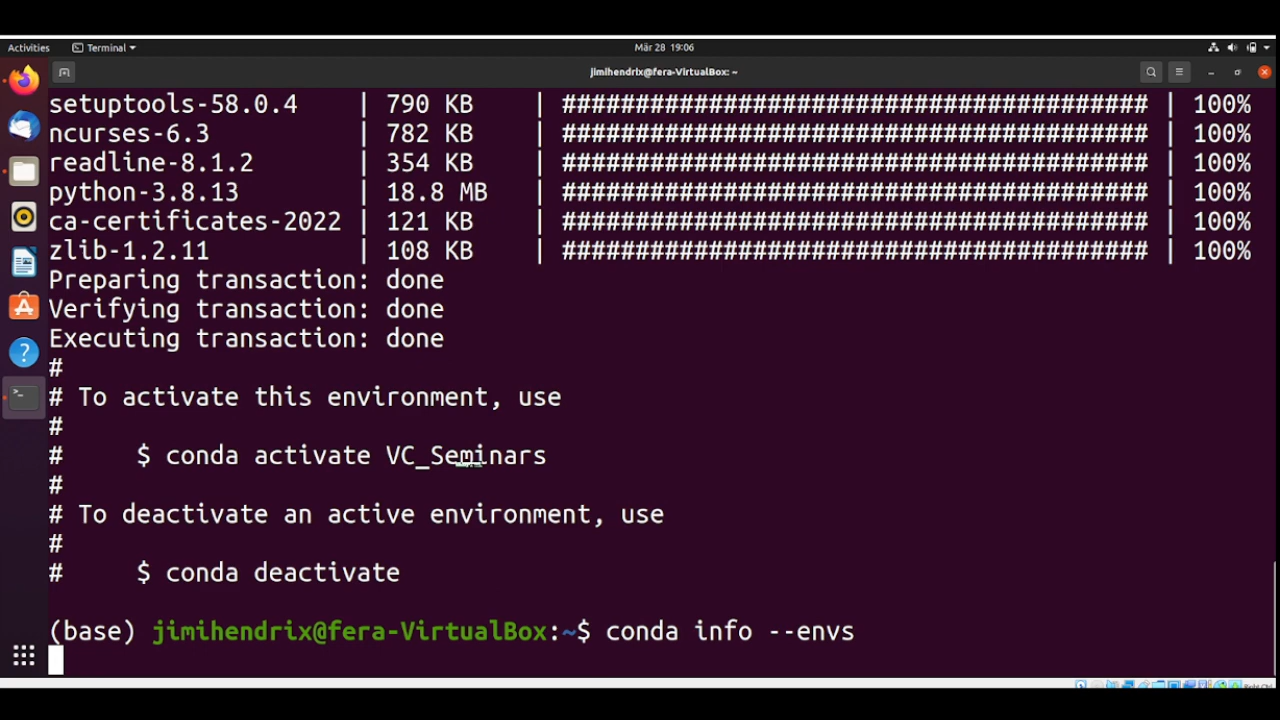 Activities Terminal Mär 28 19:06
jimihendrix@fera-VirtualBox: ~
setuptools-58.0.4 | 790 KB | ######################################## | 100%
ncurses-6.3 | 782 KB | ######################################## | 100%
readline-8.1.2 | 354 KB | ######################################## | 100%
python-3.8.13 | 18.8 MB | ######################################## | 100%
ca-certificates-2022 | 121 KB | ######################################## | 100%
zlib-1.2.11 | 108 KB | ######################################## | 100%
Preparing transaction: done
Verifying transaction: done
Executing transaction: done
#
# To activate this environment, use
#
# $ conda activate VC_Seminars
#
# To deactivate an active environment, use
#
# $ conda deactivate
(base) jimihendrix@fera-VirtualBox:~$ conda info --envs